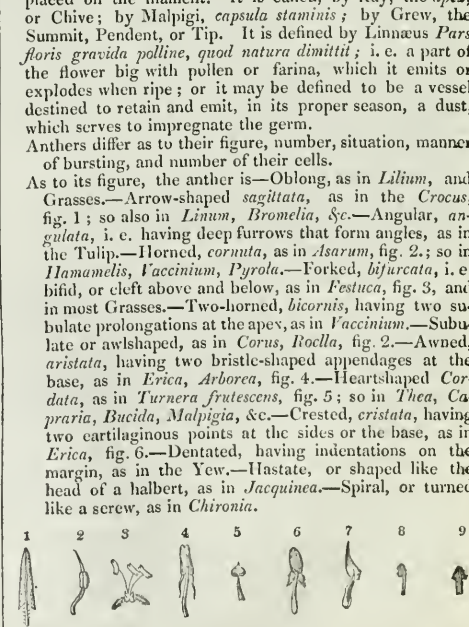 placed on the filament. It is called, by Ray, the
or Chive; by Malpigi, capsula staminis; by Grew, the
Summit, Pendent, or Tip. It is defined by Linnæus Pars
floris gravida polline, quod natura dimittit; i. e. a part of
the flower big with pollen or farina, which it emits or
explodes when ripe; or it may be defined to be a vessel
destined to retain and emit, in its proper season, a dust,
which serves to impregnate the germ.
Anthers differ as to their figure, number, situation, manner
of bursting, and number of their cells.
As to its figure, the anther is—Oblong, as in Lilium, and
Grasses.—Arrow-shaped sagittata, as in the Crocus,
fig. 1; so also in Linum, Bromelia, &c.—Angular, an-
gulata, i. e. having deep furrows that form angles, as in
the Tulip.—Horned, cornuta, as in Asarum, fig. 2.; so in
Hamamelis, Vaccinium, Pyrola.—Forked, bifurcata, i. e.
bifid, or cleft above and below, as in Festuca, fig. 3, and
in most Grasses.—Two-horned, bicornis, having two su-
bulate prolongations at the apex, as in Vaccinium.—Subu-
late or awlshaped, as in Corus, Roella, fig. 2.—Awned,
aristata, having two bristle-shaped appendages at the
base, as in Erica, Arborea, fig. 4.—Heartshaped Cor-
data, as in Turnera frutescens, fig. 5; so in Thea, Ca-
praria, Bucida, Malpigia, &c.—Crested, cristata, having
two cartilaginous points at the sides or the base, as in
Erica, fig. 6.—Dentated, having indentations on the
margin, as in the Yew.—Hastate, or shaped like the
head of a halbert, as in Jacquinea.—Spiral, or turned
like a screw, as in Chironia.
1 2 3 4 5 6 7 8 9